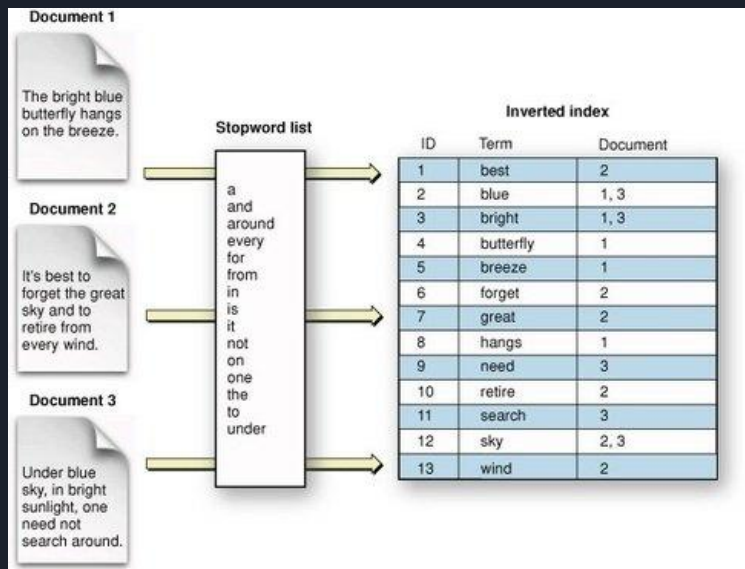 Document 1
The bright blue
butterfly hangs
on the breeze.
Document 2
It's best to
forget the great
sky and to
retire from
every wind.
Document 3
Under blue
sky, in bright
sunlight, one
need not
search around.
Stopword list
a
and
around
every
for
from
in
is
it
not
on
one
the
to
under
Inverted index
ID Term Document
1 best 2
2 blue 1, 3
3 bright 1, 3
4 butterfly 1
5 breeze 1
6 forget 2
7 great 2
8 hangs 1
9 need 3
10 retire 2
11 search 3
12 sky 2, 3
13 wind 2